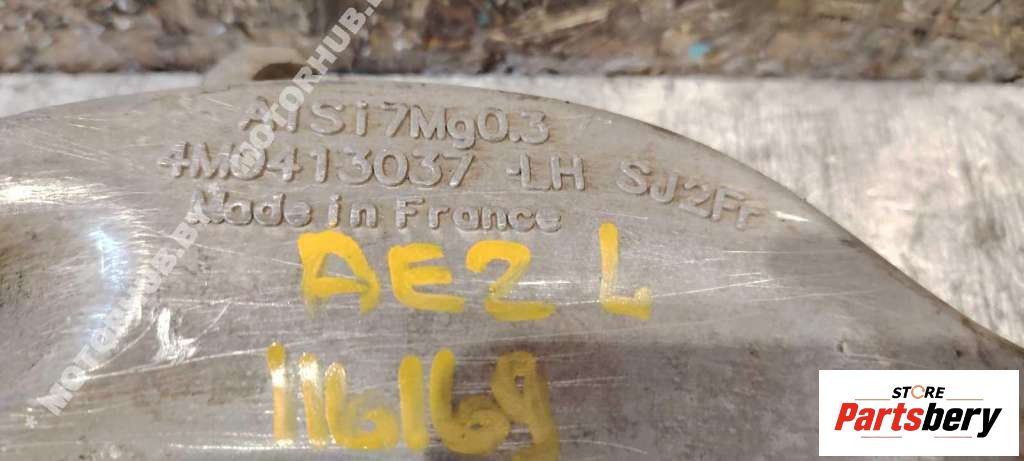 AlSi7Mg0.3
4M0413037 -LH SJ2Fr
Made in France
AE2 L
116169
STORE
Partsbery